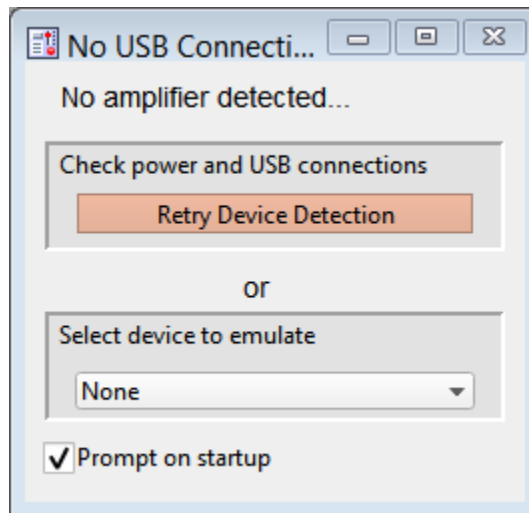 No USB Connecti...
No amplifier detected...
Check power and USB connections
Retry Device Detection
or
Select device to emulate
None
Prompt on startup